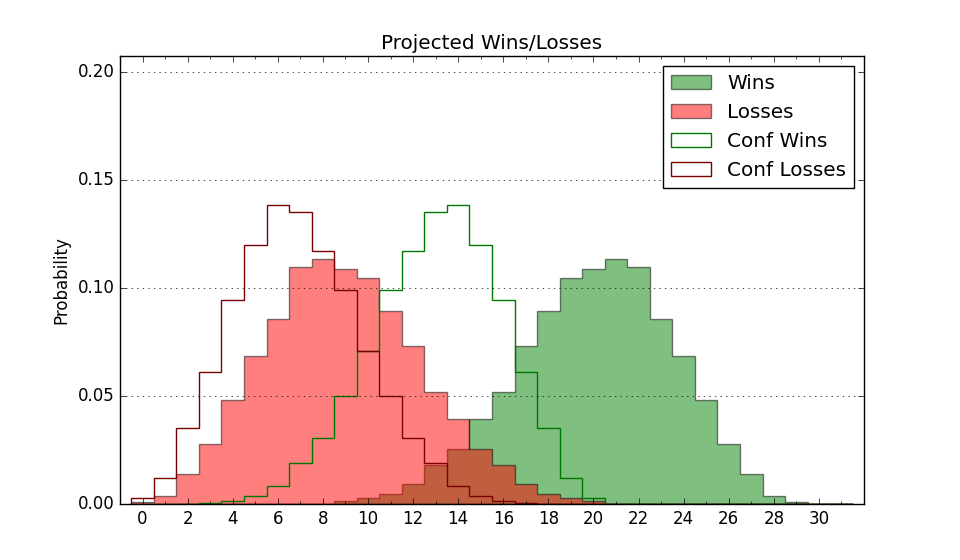 Projected Wins/Losses
Wins
Losses
Conf Wins
Conf Losses
Probability
0.20
0.15
0.10
0.05
0.00
0 2 4 6 8 10 12 14 16 18 20 22 24 26 28 30